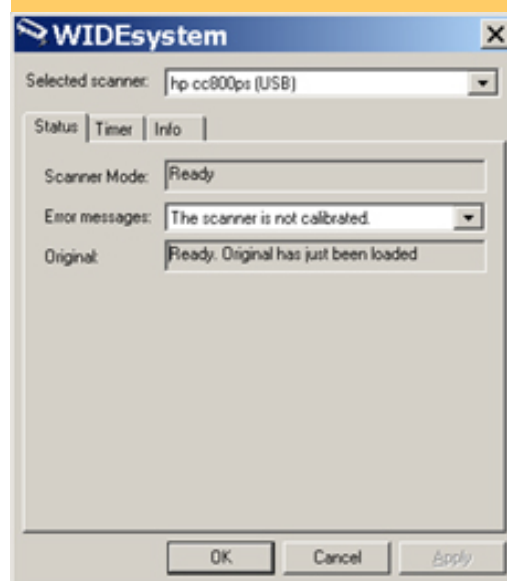 WIDEsystem
Selected scanner: hp cc800ps (USB)
Status Timer Info
Scanner Mode: Ready
Error messages: The scanner is not calibrated.
Original: Ready. Original has just been loaded
OK Cancel Apply